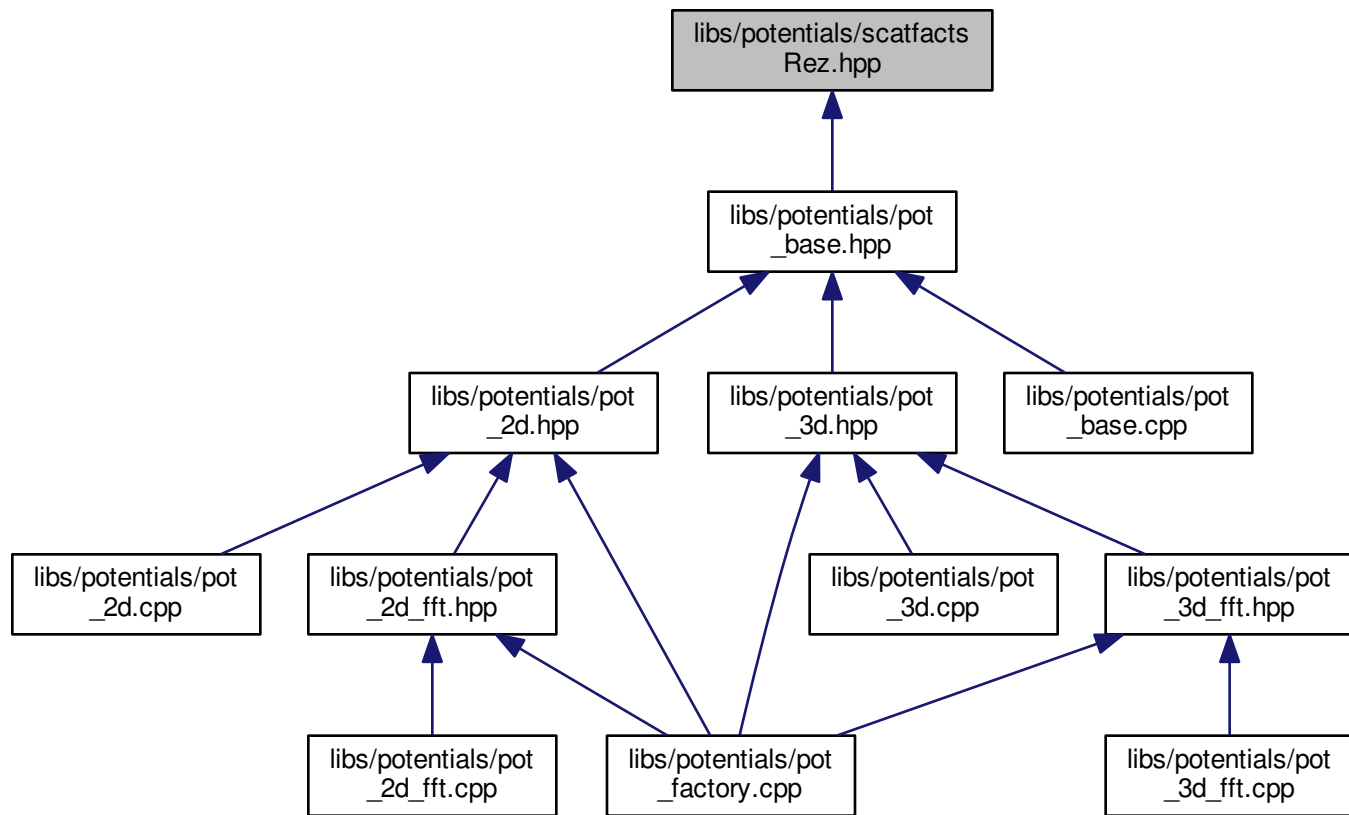 libs/potentials/scatfacts
Rez.hpp
libs/potentials/pot
_base.hpp
libs/potentials/pot
_2d.hpp
libs/potentials/pot
_3d.hpp
libs/potentials/pot
_base.cpp
libs/potentials/pot
_2d.cpp
libs/potentials/pot
_2d_fft.hpp
libs/potentials/pot
_3d.cpp
libs/potentials/pot
_3d_fft.hpp
libs/potentials/pot
_2d_fft.cpp
libs/potentials/pot
_factory.cpp
libs/potentials/pot
_3d_fft.cpp